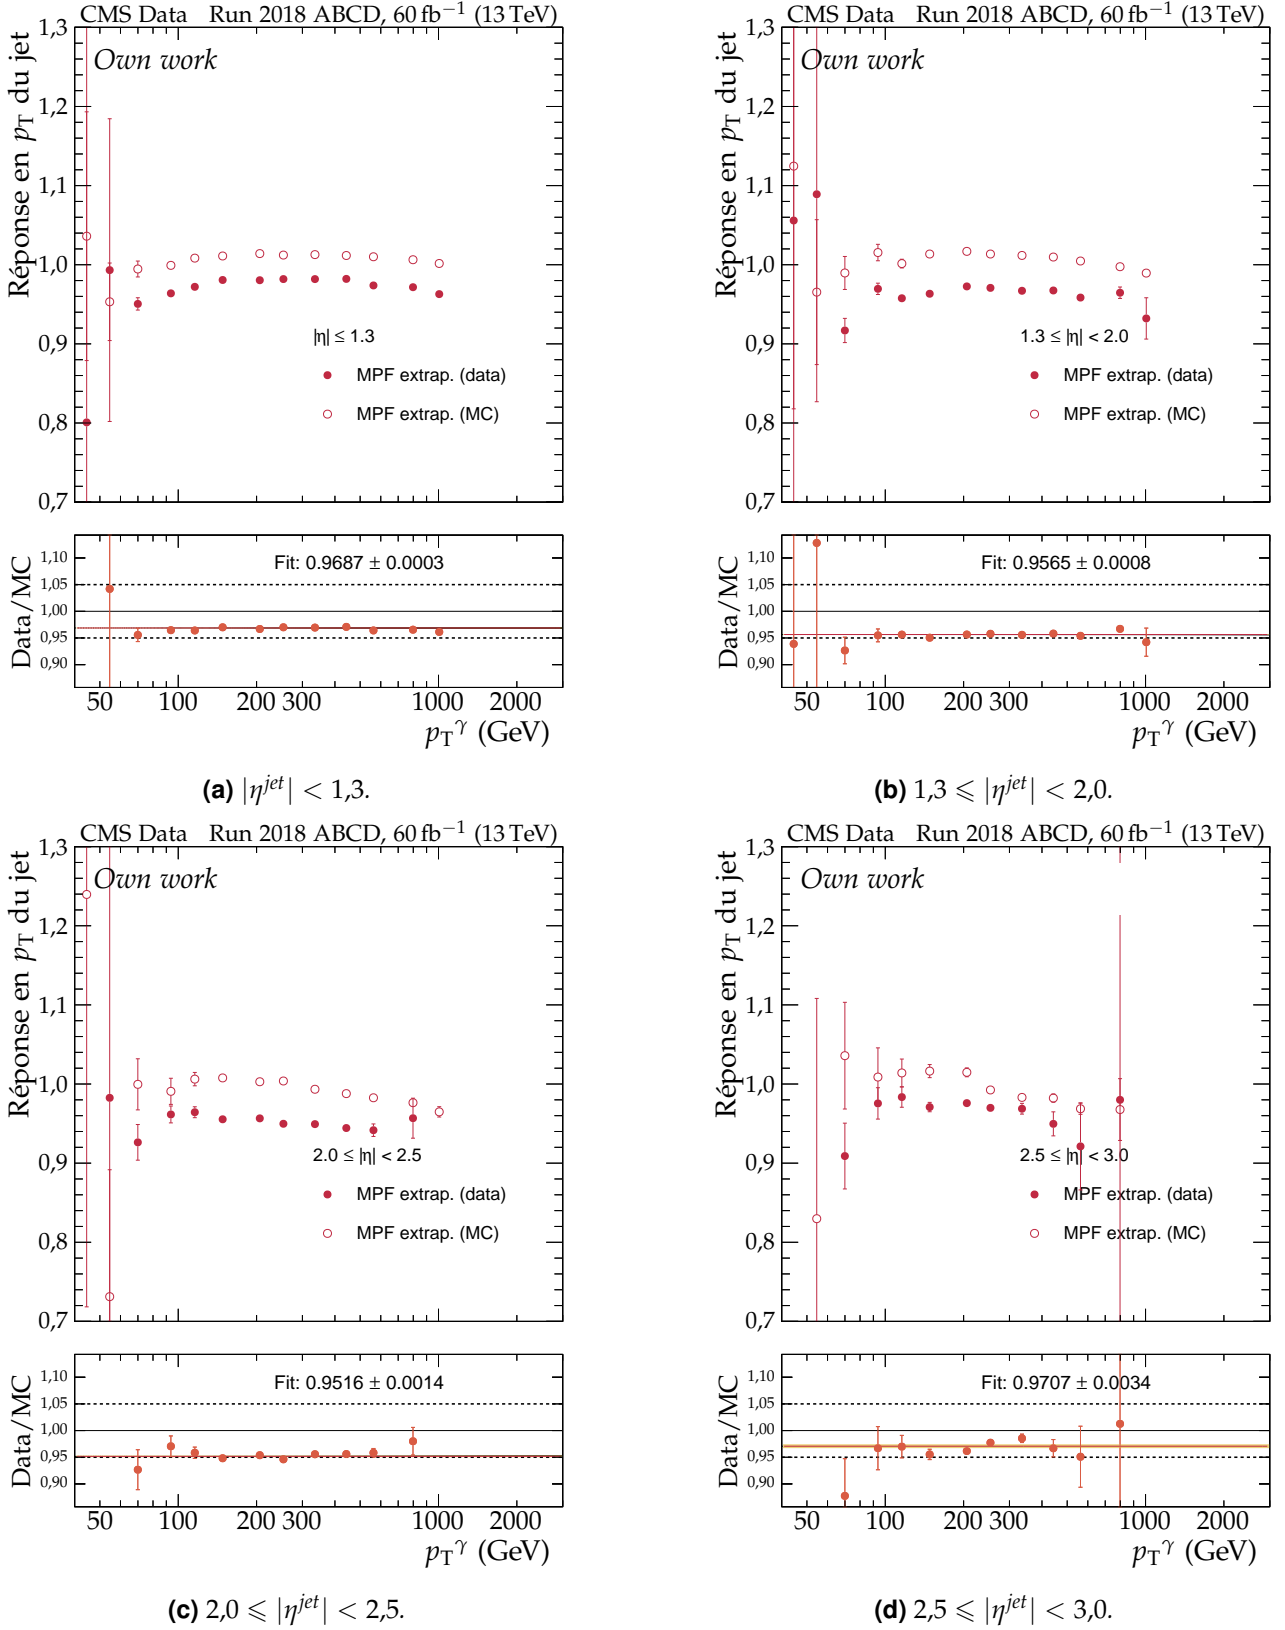 CMS Data Run 2018 ABCD, 60 fb⁻¹ (13 TeV)
Own work
Réponse en pT du jet
1,3
1,2
1,1
1,0
0,9
0,8
0,7
|η| ≤ 1.3
MPF extrap. (data)
MPF extrap. (MC)
Data/MC
1,10
1,05
1,00
0,95
0,90
Fit: 0.9687 ± 0.0003
50 100 200 300 1000 2000
pT^γ (GeV)
(a) |η^jet| < 1,3.
CMS Data Run 2018 ABCD, 60 fb⁻¹ (13 TeV)
Own work
Réponse en pT du jet
1,3
1,2
1,1
1,0
0,9
0,8
0,7
1.3 ≤ |η| < 2.0
MPF extrap. (data)
MPF extrap. (MC)
Data/MC
1,10
1,05
1,00
0,95
0,90
Fit: 0.9565 ± 0.0008
50 100 200 300 1000 2000
pT^γ (GeV)
(b) 1,3 ⩽ |η^jet| < 2,0.
CMS Data Run 2018 ABCD, 60 fb⁻¹ (13 TeV)
Own work
Réponse en pT du jet
1,3
1,2
1,1
1,0
0,9
0,8
0,7
2.0 ≤ |η| < 2.5
MPF extrap. (data)
MPF extrap. (MC)
Data/MC
1,10
1,05
1,00
0,95
0,90
Fit: 0.9516 ± 0.0014
50 100 200 300 1000 2000
pT^γ (GeV)
(c) 2,0 ⩽ |η^jet| < 2,5.
CMS Data Run 2018 ABCD, 60 fb⁻¹ (13 TeV)
Own work
Réponse en pT du jet
1,3
1,2
1,1
1,0
0,9
0,8
0,7
2.5 ≤ |η| < 3.0
MPF extrap. (data)
MPF extrap. (MC)
Data/MC
1,10
1,05
1,00
0,95
0,90
Fit: 0.9707 ± 0.0034
50 100 200 300 1000 2000
pT^γ (GeV)
(d) 2,5 ⩽ |η^jet| < 3,0.